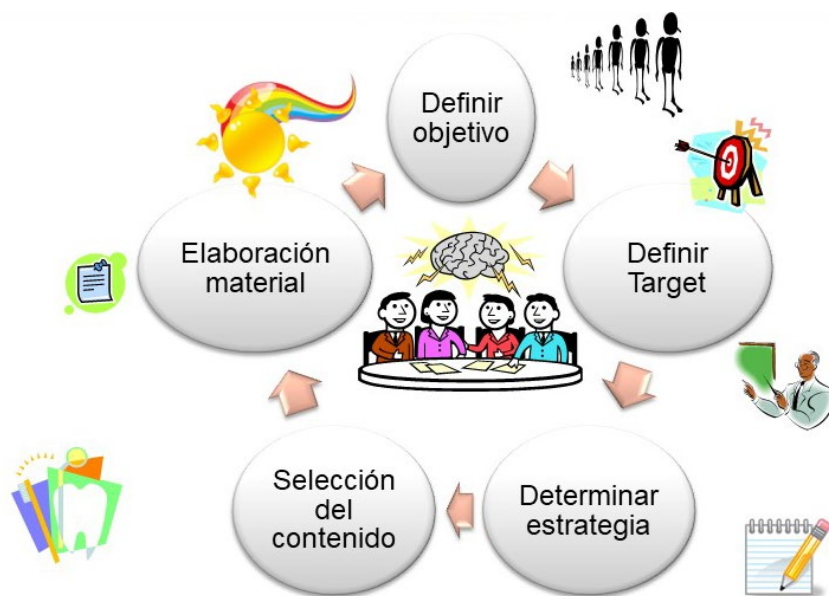 Definir
objetivo
Definir
Target
Determinar
estrategia
Selección
del
contenido
Elaboración
material